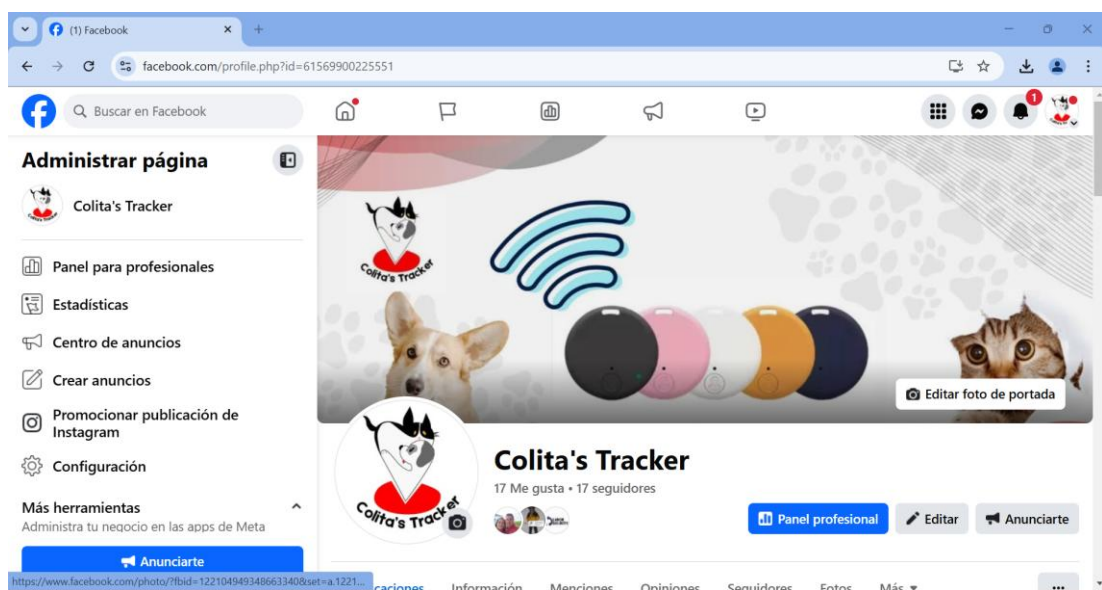 (1) Facebook
facebook.com/profile.php?id=61569900225551
Buscar en Facebook
1
Administrar página
Colita's Tracker
Panel para profesionales
Estadísticas
Centro de anuncios
Crear anuncios
Promocionar publicación de
Instagram
Configuración
Más herramientas
Administra tu negocio en las apps de Meta
Anunciarte
https://www.facebook.com/photo/?fbid=122104949348663340&set=a.1221...
Colita's Tracker
Editar foto de portada
Colita's Tracker
Colita's Tracker
17 Me gusta • 17 seguidores
Panel profesional
Editar
Anunciarte
caciones
Información
Menciones
Opiniones
Seguidores
Fotos
Más